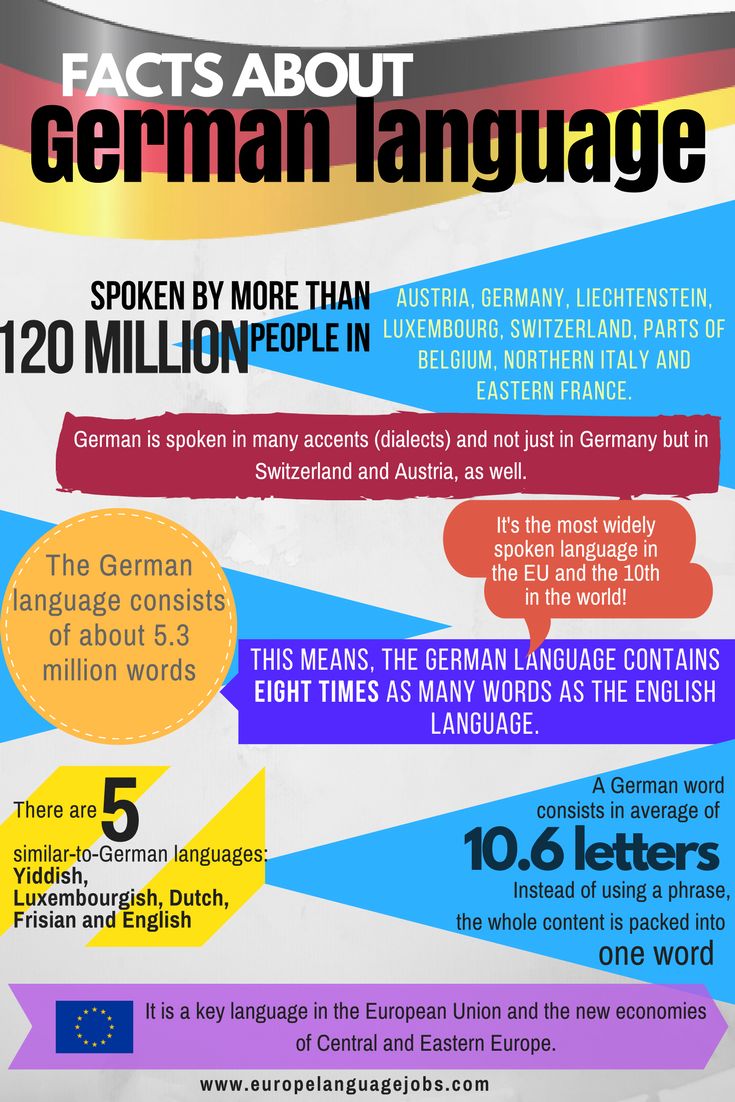 FACTS ABOUT
German language
SPOKEN BY MORE THAN
120 MILLION PEOPLE IN
AUSTRIA, GERMANY, LIECHTENSTEIN,
LUXEMBOURG, SWITZERLAND, PARTS OF
BELGIUM, NORTHERN ITALY AND
EASTERN FRANCE.
German is spoken in many accents (dialects) and not just in Germany but in
Switzerland and Austria, as well.
It's the most widely
spoken language in
the EU and the 10th
in the world!
The German
language consists
of about 5.3
million words
THIS MEANS, THE GERMAN LANGUAGE CONTAINS
EIGHT TIMES AS MANY WORDS AS THE ENGLISH
LANGUAGE.
There are 5
similar-to-German languages:
Yiddish,
Luxembourgish, Dutch,
Frisian and English
A German word
consists in average of
10.6 letters
Instead of using a phrase,
the whole content is packed into
one word
It is a key language in the European Union and the new economies
of Central and Eastern Europe.
www.europelanguagejobs.com